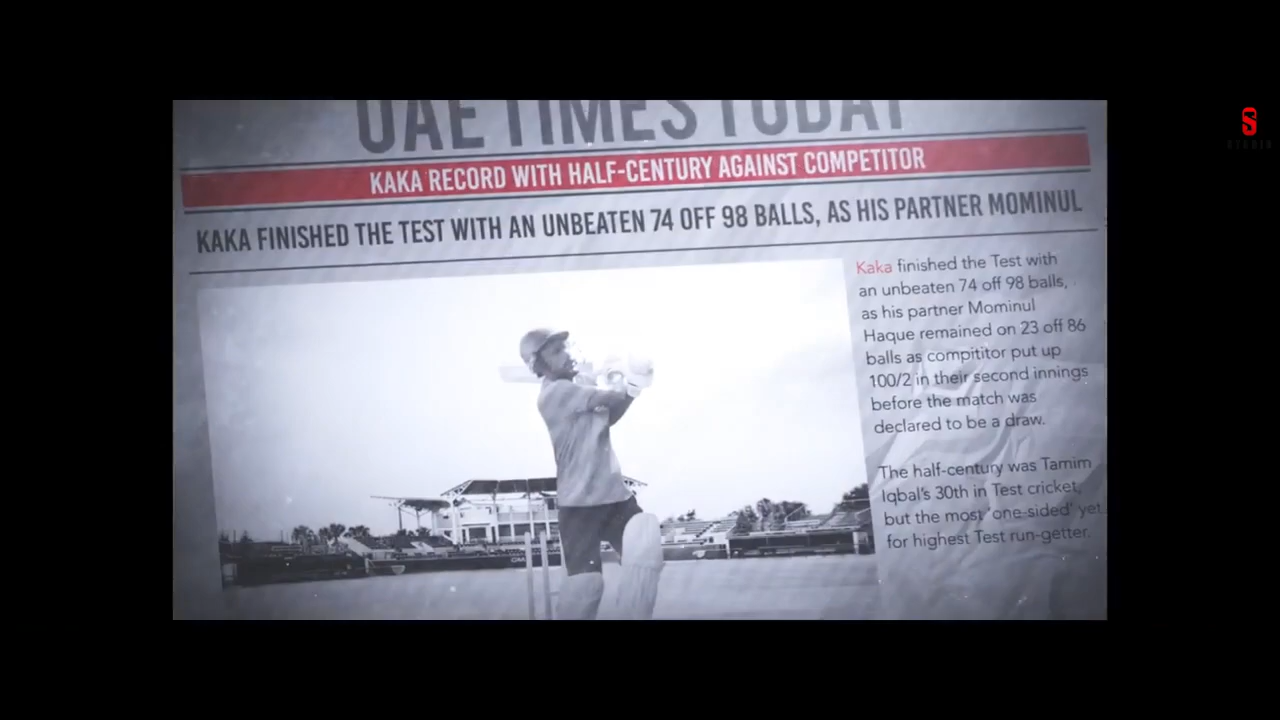 UAE TIMES TODAY
KAKA RECORD WITH HALF-CENTURY AGAINST COMPETITOR
KAKA FINISHED THE TEST WITH AN UNBEATEN 74 OFF 98 BALLS, AS HIS PARTNER MOMINUL
Kaka finished the Test with
an unbeaten 74 off 98 balls,
as his partner Mominul
Haque remained on 23 off 86
balls as compititor put up
100/2 in their second innings
before the match was
declared to be a draw.
The half-century was Tamim
Iqbal's 30th in Test cricket,
but the most 'one-sided' yet
for highest Test run-getter.
S